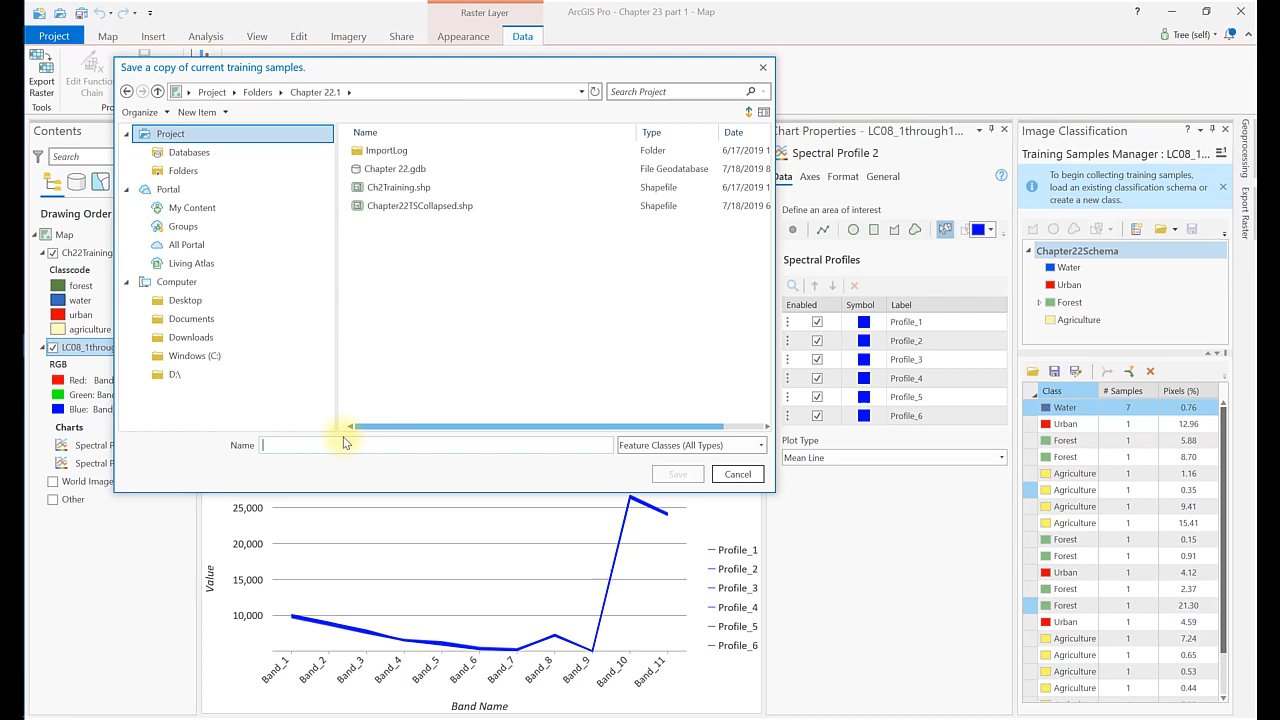 Raster Layer
ArcGIS Pro - Chapter 23 part 1 - Map
?
Project
Map
Insert
Analysis
View
Edit
Imagery
Share
Appearance
Data
Tree (self)
Export
Raster
Edit Function
Chain
Tools
Contents
Search
Drawing Order
Map
Ch22Training
Classcode
forest
water
urban
agriculture
LC08_1through
RGB
Red: Band
Green: Band
Blue: Band
Charts
Spectral P
Spectral P
World Image
Other
Save a copy of current training samples.
Project
Folders
Chapter 22.1
Search Project
Organize
New Item
Project
Databases
Folders
Portal
My Content
Groups
All Portal
Living Atlas
Computer
Desktop
Documents
Downloads
Windows (C:)
D:\
Name Type Date
ImportLog Folder 6/17/2019 1
Chapter 22.gdb File Geodatabase 7/18/2019 8
Ch2Training.shp Shapefile 6/17/2019 1
Chapter22TSCollapsed.shp Shapefile 7/18/2019 6
Name
Feature Classes (All Types)
Save
Cancel
25,000
20,000
15,000
10,000
Value
Band_1
Band_2
Band_3
Band_4
Band_5
Band_6
Band_7
Band_8
Band_9
Band_10
Band_11
Band Name
Profile_1
Profile_2
Profile_3
Profile_4
Profile_5
Profile_6
Chart Properties - LC08_1through1...
Spectral Profile 2
Data Axes Format General
Define an area of interest
Spectral Profiles
Enabled Symbol Label
Profile_1
Profile_2
Profile_3
Profile_4
Profile_5
Profile_6
Plot Type
Mean Line
Image Classification
Training Samples Manager : LC08_1...
To begin collecting training samples,
load an existing classification schema or
create a new class.
Chapter22Schema
Water
Urban
Forest
Agriculture
Class # Samples Pixels (%)
Water 7 0.76
Urban 1 12.96
Forest 1 5.88
Forest 1 8.70
Agriculture 1 1.16
Agriculture 1 0.35
Agriculture 1 9.41
Agriculture 1 15.41
Forest 1 0.15
Forest 1 0.91
Urban 1 4.12
Forest 1 2.37
Forest 1 21.30
Urban 1 4.59
Agriculture 1 7.24
Agriculture 1 0.65
Agriculture 1 0.53
Agriculture 1 0.44
Geoprocessing
Export Raster